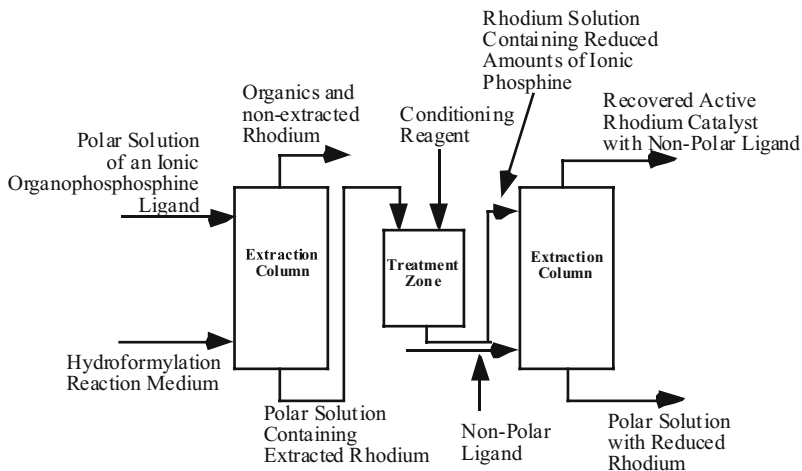 Rhodium Solution
Containing Reduced
Amounts of Ionic
Phosphine
Organics and
non-extracted
Rhodium
Conditioning
Reagent
Recovered Active
Rhodium Catalyst
with Non-Polar Ligand
Polar Solution
of an Ionic
Organophosphosphine
Ligand
Extraction
Column
Treatment
Zone
Extraction
Column
Hydroformylation
Reaction Medium
Polar Solution
Containing
Extracted Rhodium
Non-Polar
Ligand
Polar Solution
with Reduced
Rhodium